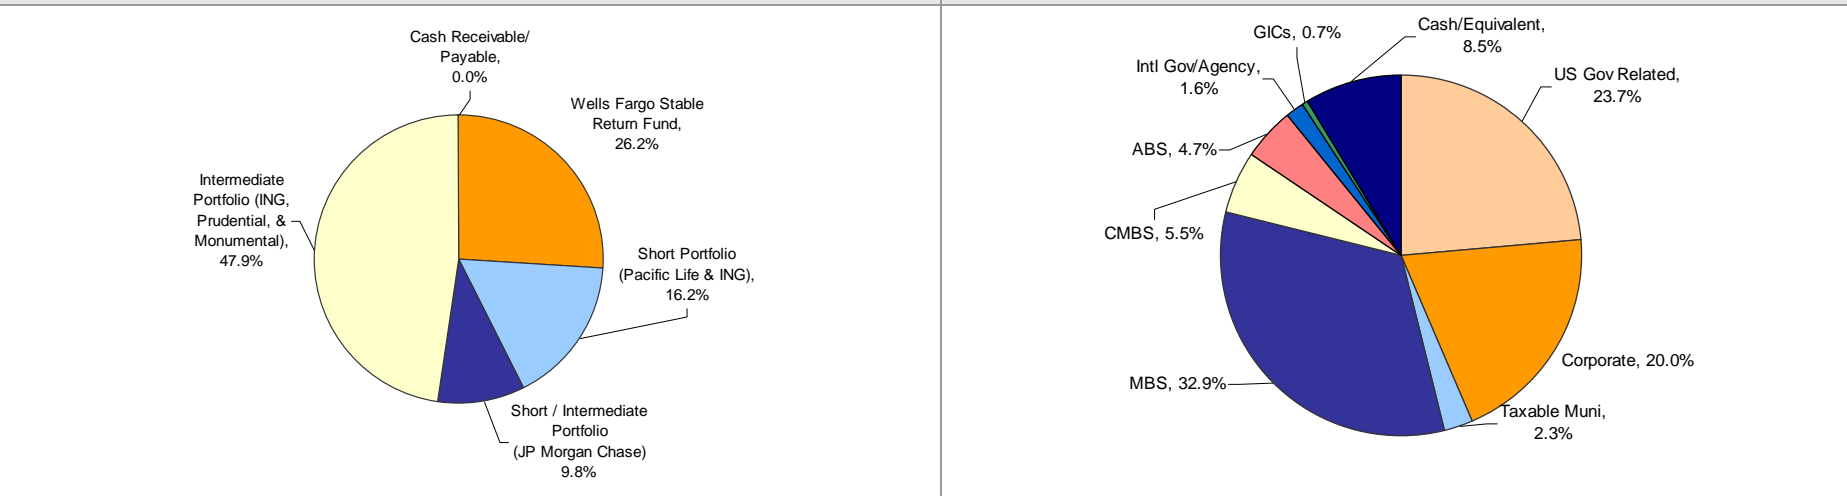 Cash Receivable/
Payable,
0.0%
Wells Fargo Stable
Return Fund,
26.2%
Intermediate
Portfolio (ING,
Prudential, &
Monumental),
47.9%
Short Portfolio
(Pacific Life & ING),
16.2%
Short / Intermediate
Portfolio
(JP Morgan Chase)
9.8%
GICs, 0.7%
Cash/Equivalent,
8.5%
Intl Gov/Agency,
1.6%
US Gov Related,
23.7%
ABS, 4.7%
CMBS, 5.5%
MBS, 32.9%
Corporate, 20.0%
Taxable Muni,
2.3%